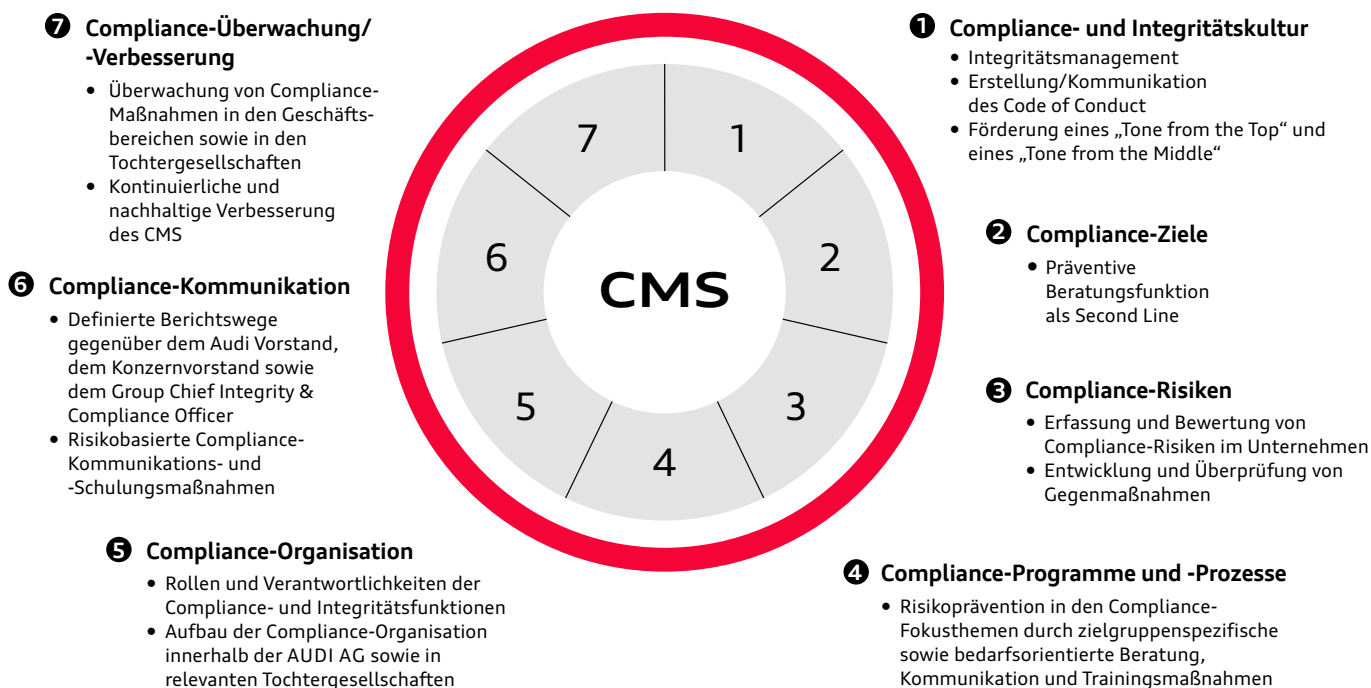 ❶ Compliance- und Integritätskultur
• Integritätsmanagement
• Erstellung/Kommunikation
des Code of Conduct
• Förderung eines „Tone from the Top“ und
eines „Tone from the Middle“
❷ Compliance-Ziele
• Präventive
Beratungsfunktion
als Second Line
❸ Compliance-Risiken
• Erfassung und Bewertung von
Compliance-Risiken im Unternehmen
• Entwicklung und Überprüfung von
Gegenmaßnahmen
❹ Compliance-Programme und -Prozesse
• Risikoprävention in den Compliance-
Fokusthemen durch zielgruppenspezifische
sowie bedarfsorientierte Beratung,
Kommunikation und Trainingsmaßnahmen
❺ Compliance-Organisation
• Rollen und Verantwortlichkeiten der
Compliance- und Integritätsfunktionen
• Aufbau der Compliance-Organisation
innerhalb der AUDI AG sowie in
relevanten Tochtergesellschaften
❻ Compliance-Kommunikation
• Definierte Berichtswege
gegenüber dem Audi Vorstand,
dem Konzernvorstand sowie
dem Group Chief Integrity &
Compliance Officer
• Risikobasierte Compliance-
Kommunikations- und
-Schulungsmaßnahmen
❼ Compliance-Überwachung/
-Verbesserung
• Überwachung von Compliance-
Maßnahmen in den Geschäfts-
bereichen sowie in den
Tochtergesellschaften
• Kontinuierliche und
nachhaltige Verbesserung
des CMS
1
2
3
4
5
6
7
CMS